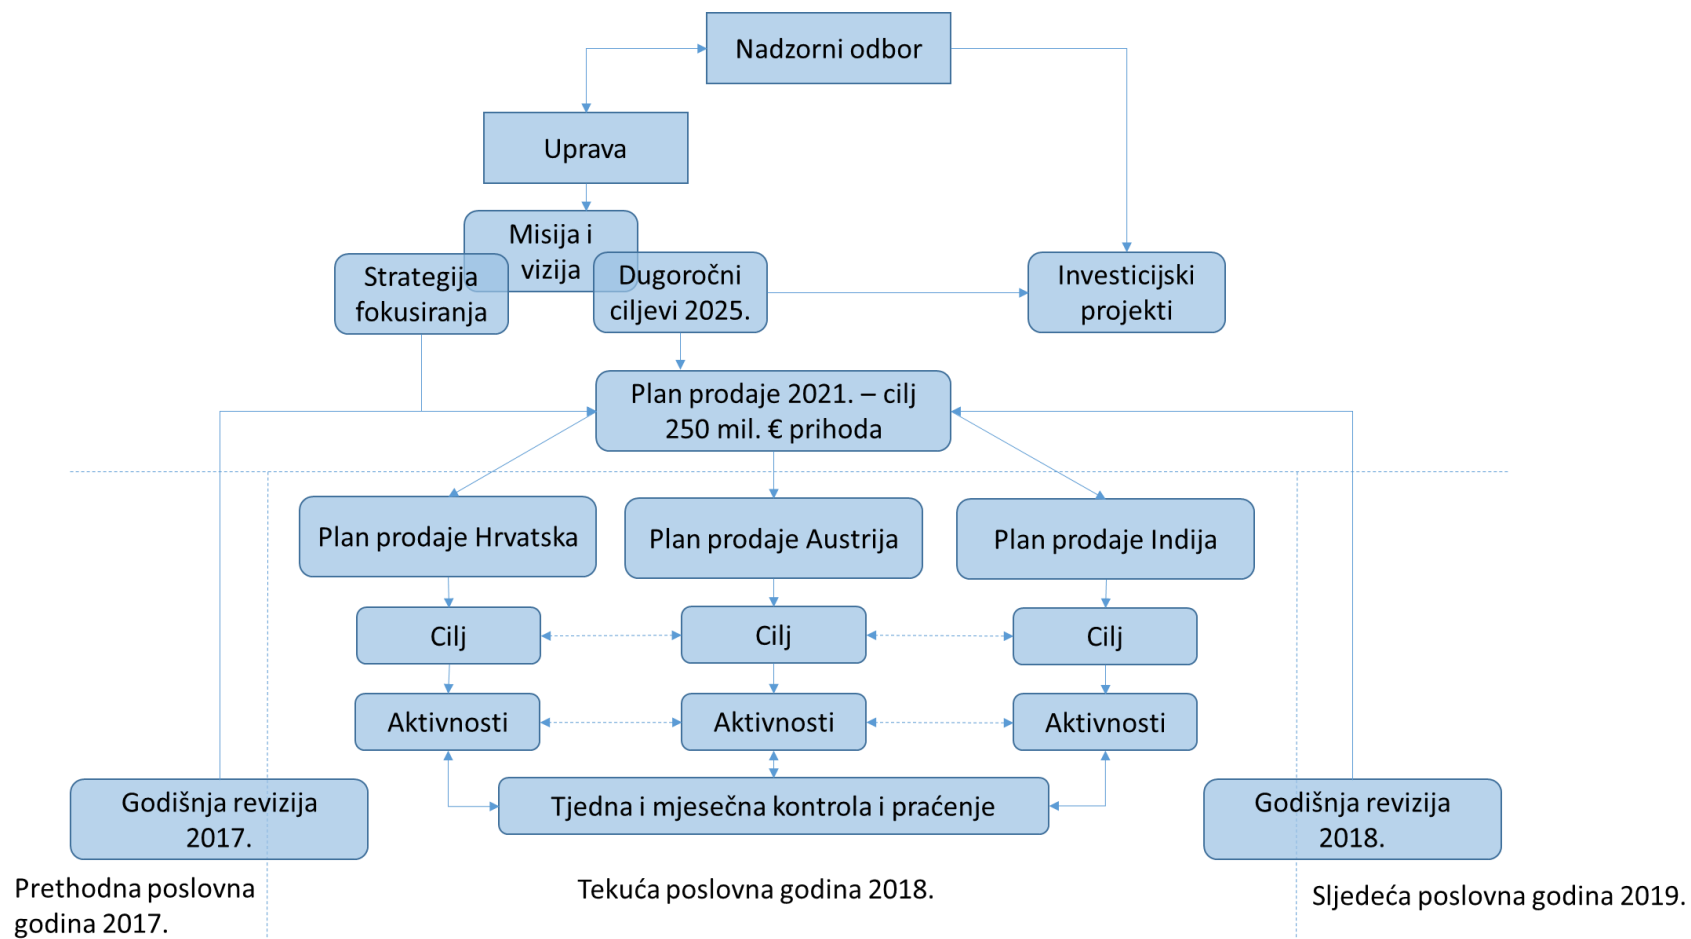 Nadzorni odbor
Uprava
Misija i
vizija
Strategija
fokusiranja
Dugoročni
ciljevi 2025.
Investicijski
projekti
Plan prodaje 2021. – cilj
250 mil. € prihoda
Plan prodaje Hrvatska
Plan prodaje Austrija
Plan prodaje Indija
Cilj
Cilj
Cilj
Aktivnosti
Aktivnosti
Aktivnosti
Godišnja revizija
2017.
Tjedna i mjesečna kontrola i praćenje
Godišnja revizija
2018.
Prethodna poslovna
godina 2017.
Tekuća poslovna godina 2018.
Sljedeća poslovna godina 2019.